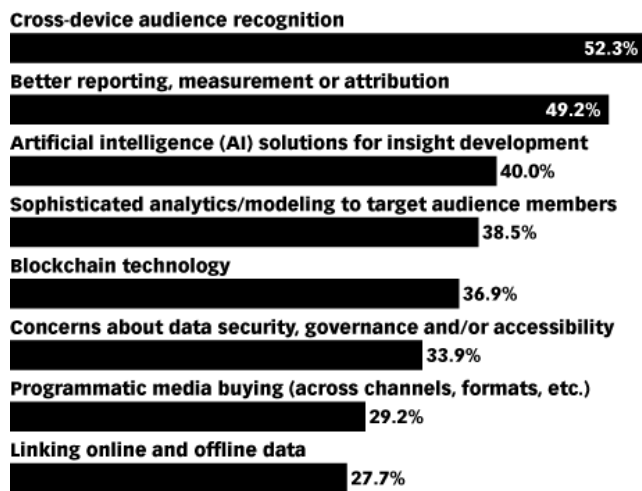 Cross-device audience recognition
52.3%
Better reporting, measurement or attribution
49.2%
Artificial intelligence (AI) solutions for insight development
40.0%
Sophisticated analytics/modeling to target audience members
38.5%
Blockchain technology
36.9%
Concerns about data security, governance and/or accessibility
33.9%
Programmatic media buying (across channels, formats, etc.)
29.2%
Linking online and offline data
27.7%